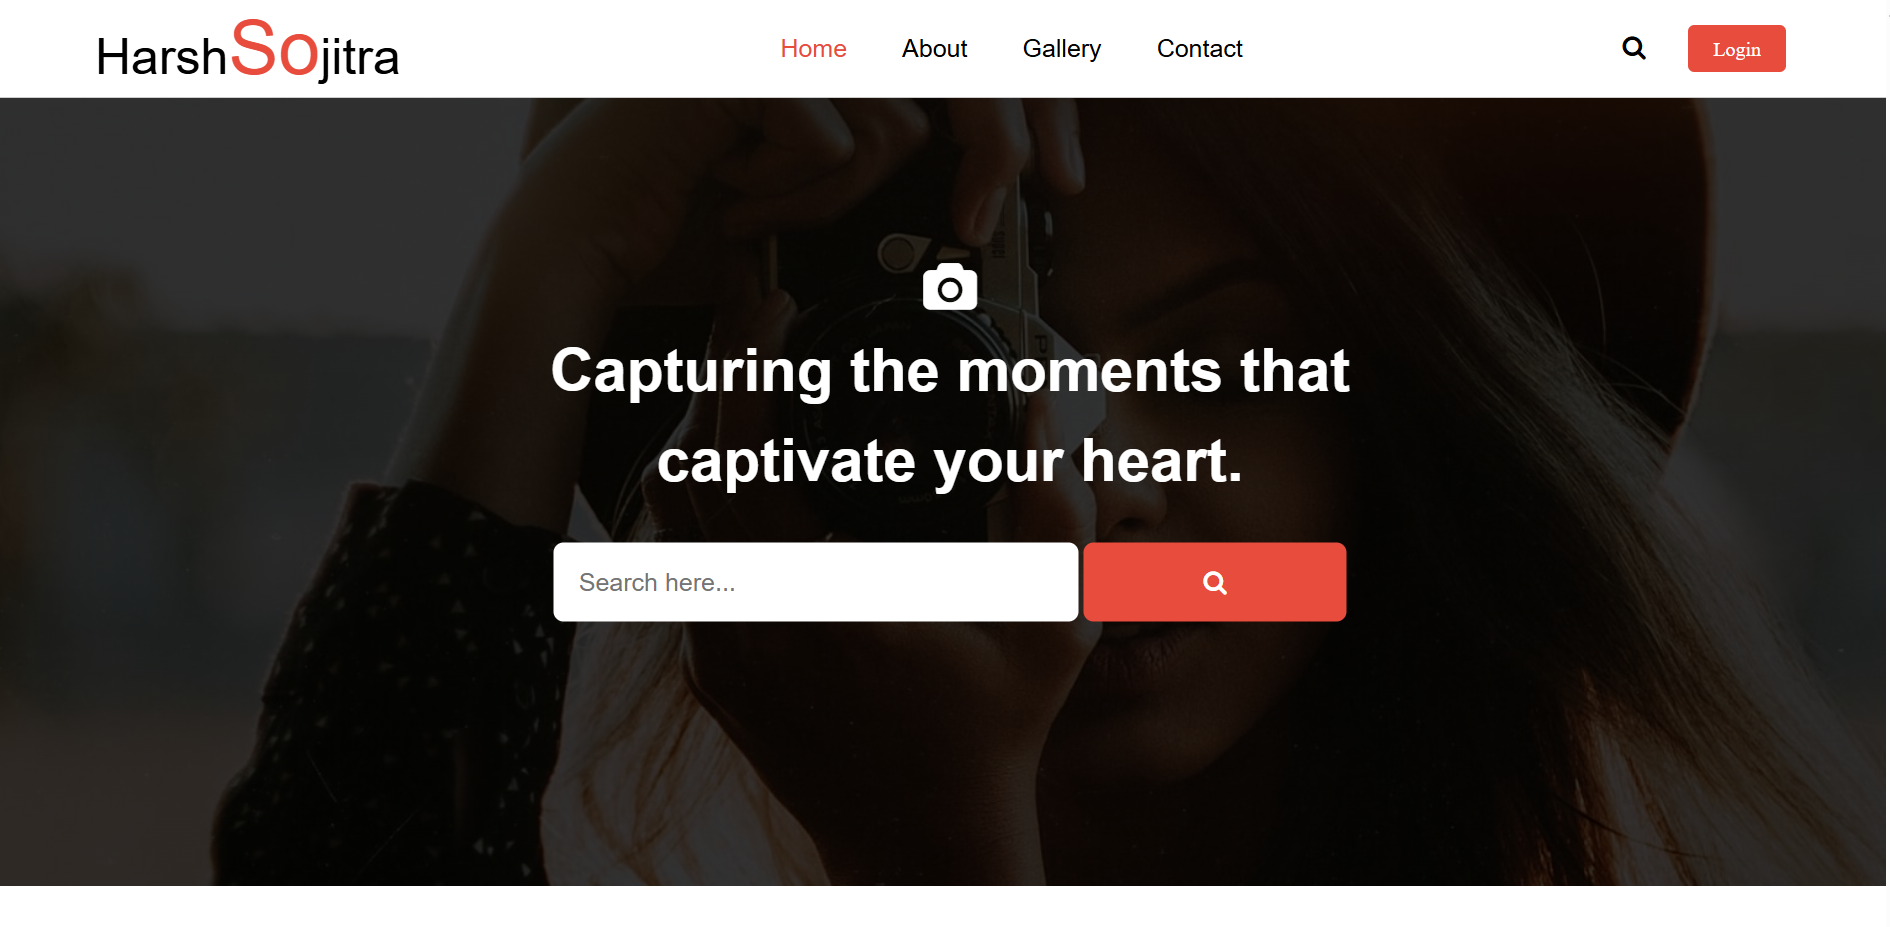 HarshSojitra
Home
About
Gallery
Contact
Login
Capturing the moments that
captivate your heart.
Search here...